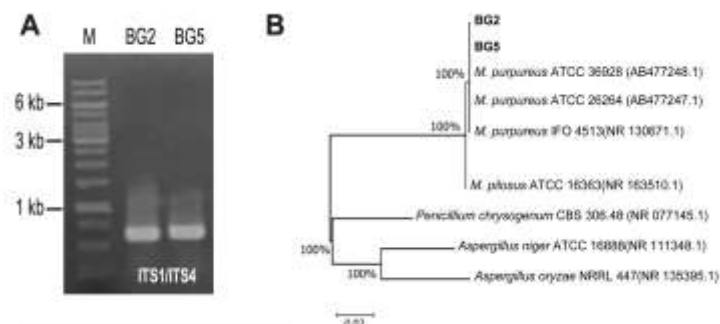 A
M BG2 BG5
6 kb
3 kb
1 kb
ITS1/ITS4
B
BG2
BG5
M. purpureus ATCC 36928 (AB477248.1)
100%
M. purpureus ATCC 26264 (AB477247.1)
100%
M. purpureus IFO 4513(NR 130871.1)
M. pilosus ATCC 16363(NR 163510.1)
Penicillium chrysogenum CBS 306.48 (NR 077145.1)
100%
Aspergillus niger ATCC 16888(NR 111348.1)
100%
Aspergillus oryzae NRRL 447(NR 135395.1)